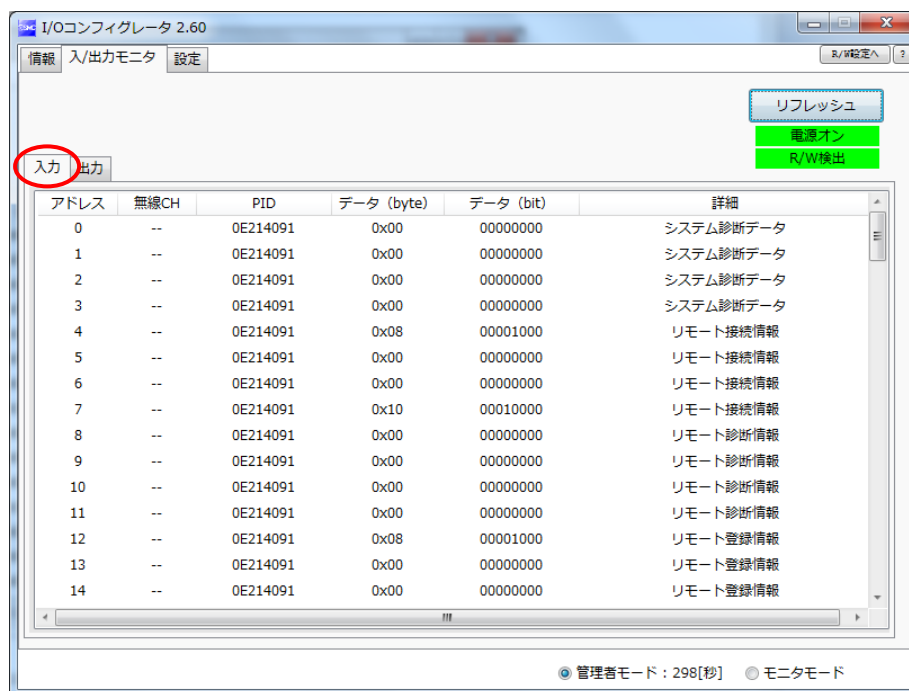 I/Oコンフィグレータ 2.60
情報 入/出力モニタ 設定 R/W設定へ ?
リフレッシュ
電源オン
R/W検出
入力 出力
アドレス 無線CH PID データ (byte) データ (bit) 詳細
0 -- 0E214091 0x00 00000000 システム診断データ
1 -- 0E214091 0x00 00000000 システム診断データ
2 -- 0E214091 0x00 00000000 システム診断データ
3 -- 0E214091 0x00 00000000 システム診断データ
4 -- 0E214091 0x08 00001000 リモート接続情報
5 -- 0E214091 0x00 00000000 リモート接続情報
6 -- 0E214091 0x00 00000000 リモート接続情報
7 -- 0E214091 0x10 00010000 リモート接続情報
8 -- 0E214091 0x00 00000000 リモート診断情報
9 -- 0E214091 0x00 00000000 リモート診断情報
10 -- 0E214091 0x00 00000000 リモート診断情報
11 -- 0E214091 0x00 00000000 リモート診断情報
12 -- 0E214091 0x08 00001000 リモート登録情報
13 -- 0E214091 0x00 00000000 リモート登録情報
14 -- 0E214091 0x00 00000000 リモート登録情報
管理者モード：298[秒] モニタモード